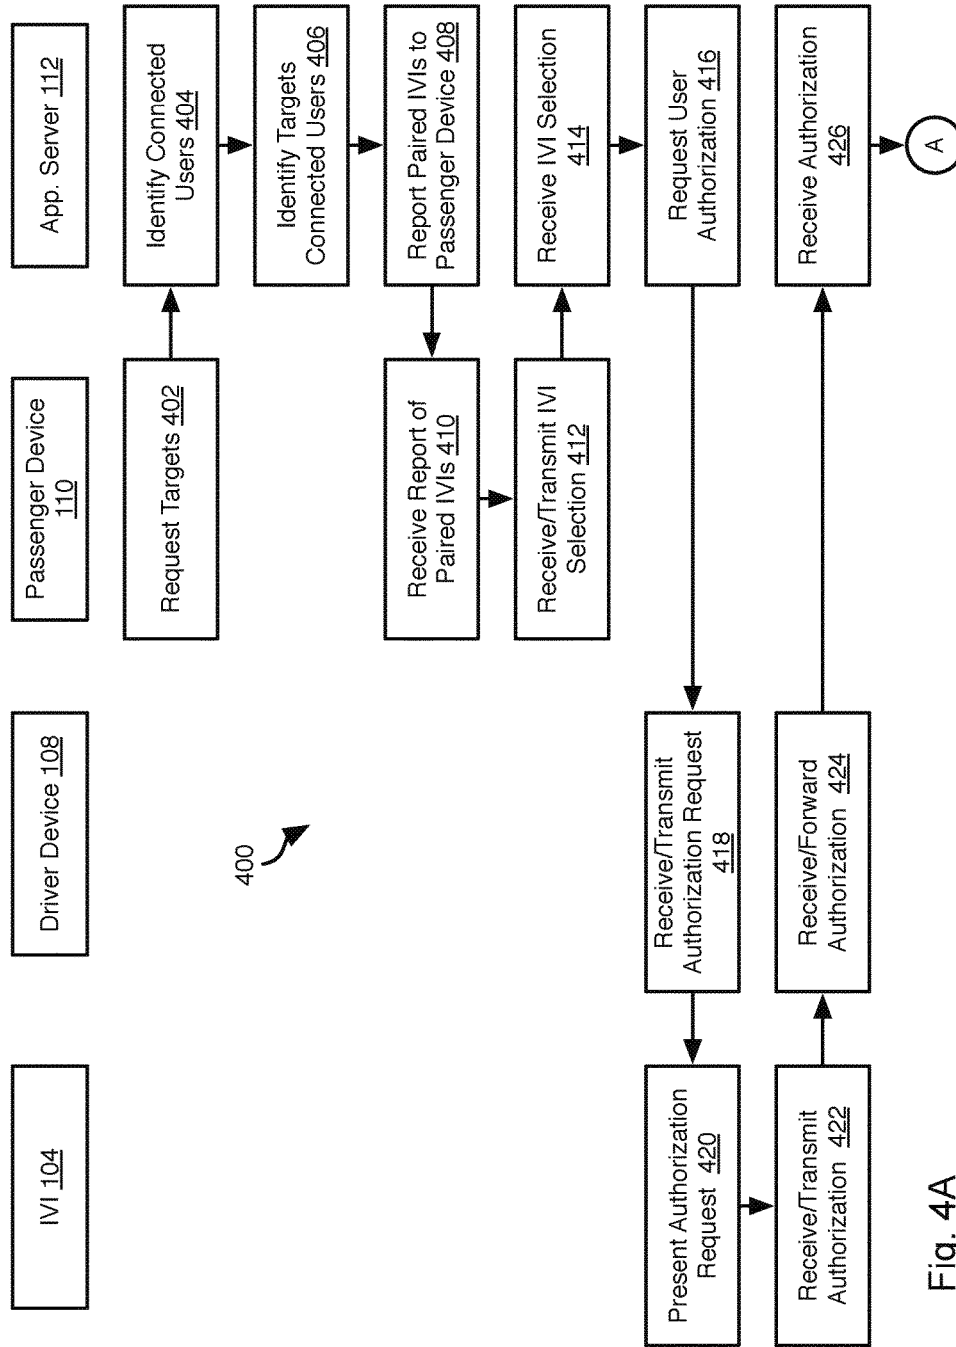 IVI 104
Driver Device 108
Passenger Device
110
App. Server 112
Request Targets 402
Identify Connected
Users 404
Identify Targets
Connected Users 406
Report Paired IVIs to
Passenger Device 408
Receive Report of
Paired IVIs 410
Receive/Transmit IVI
Selection 412
Receive IVI Selection
414
400
Request User
Authorization 416
Receive/Transmit
Authorization Request
418
Present Authorization
Request 420
Receive/Transmit
Authorization 422
Receive/Forward
Authorization 424
Receive Authorization
426
A
Fig. 4A